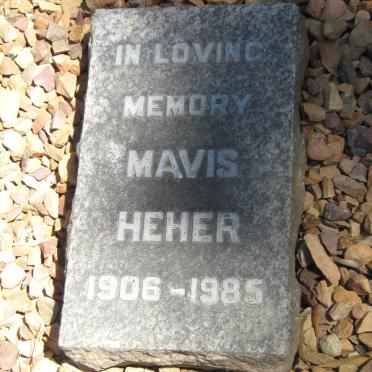 IN LOVING
MEMORY
MAVIS
HEHER
1906 - 1985